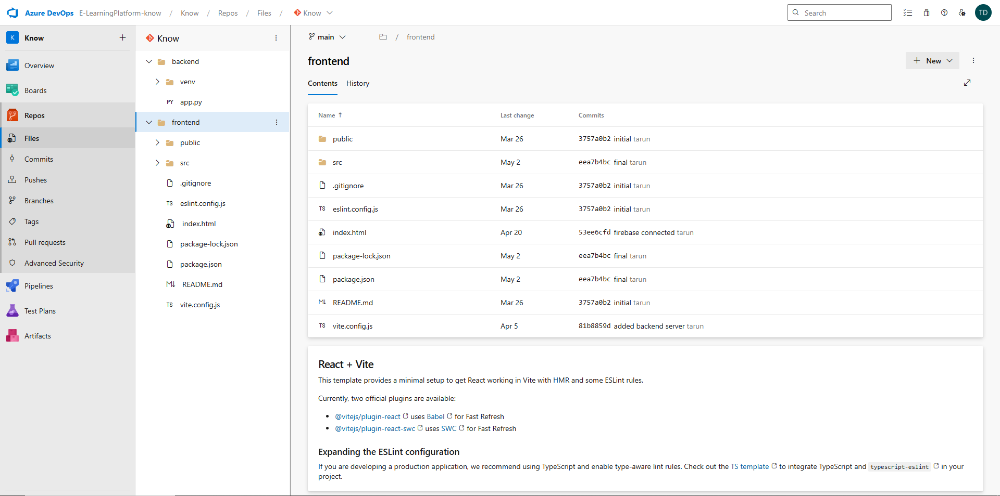 Azure DevOps E-LearningPlatform-know / Know / Repos / Files / Know
Search
TD
K Know
Overview
Boards
Repos
Files
Commits
Pushes
Branches
Tags
Pull requests
Advanced Security
Pipelines
Test Plans
Artifacts
Know
backend
venv
PY app.py
frontend
public
src
.gitignore
TS eslint.config.js
index.html
package-lock.json
package.json
M↓ README.md
TS vite.config.js
main / frontend
frontend
New
Contents History
Name ↑ Last change Commits
public Mar 26 3757a0b2 initial tarun
src May 2 eea7b4bc final tarun
.gitignore Mar 26 3757a0b2 initial tarun
TS eslint.config.js Mar 26 3757a0b2 initial tarun
index.html Apr 20 53ee6cfd firebase connected tarun
package-lock.json May 2 eea7b4bc final tarun
package.json May 2 eea7b4bc final tarun
M↓ README.md Mar 26 3757a0b2 initial tarun
TS vite.config.js Apr 5 81b8859d added backend server tarun
React + Vite
This template provides a minimal setup to get React working in Vite with HMR and some ESLint rules.
Currently, two official plugins are available:
• @vitejs/plugin-react uses Babel for Fast Refresh
• @vitejs/plugin-react-swc uses SWC for Fast Refresh
Expanding the ESLint configuration
If you are developing a production application, we recommend using TypeScript and enable type-aware lint rules. Check out the TS template to integrate TypeScript and typescript-eslint in your
project.